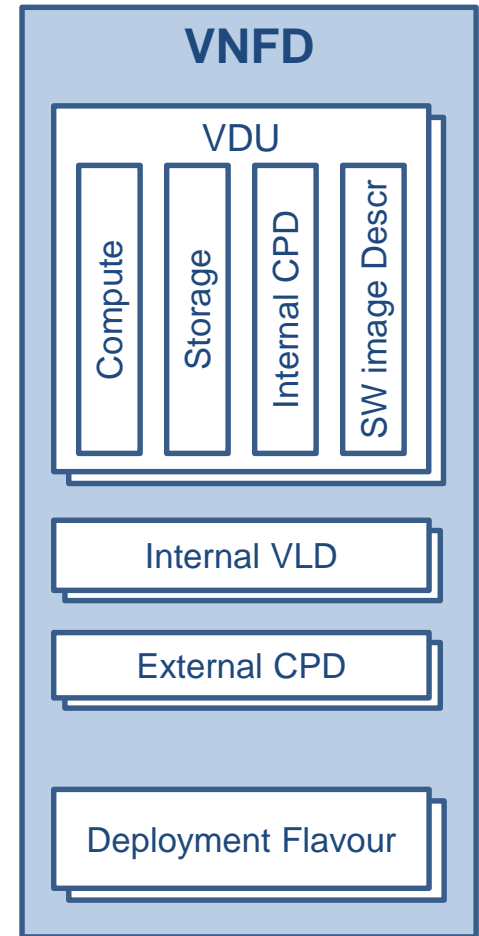 VNFD
VDU
Compute
Storage
Internal CPD
SW image Descr
Internal VLD
External CPD
Deployment Flavour